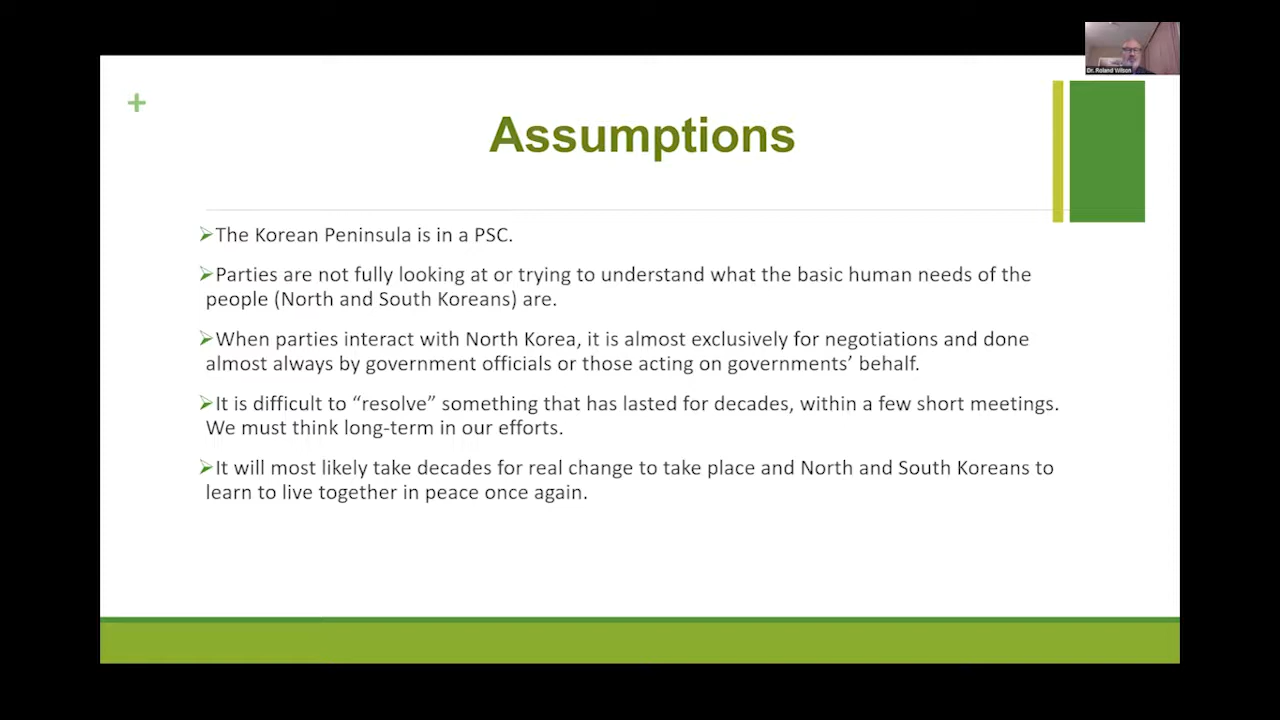 Dr. Roland Wilson
+
Assumptions
➢The Korean Peninsula is in a PSC.
➢Parties are not fully looking at or trying to understand what the basic human needs of the
people (North and South Koreans) are.
➢When parties interact with North Korea, it is almost exclusively for negotiations and done
almost always by government officials or those acting on governments’ behalf.
➢It is difficult to “resolve” something that has lasted for decades, within a few short meetings.
We must think long-term in our efforts.
➢It will most likely take decades for real change to take place and North and South Koreans to
learn to live together in peace once again.